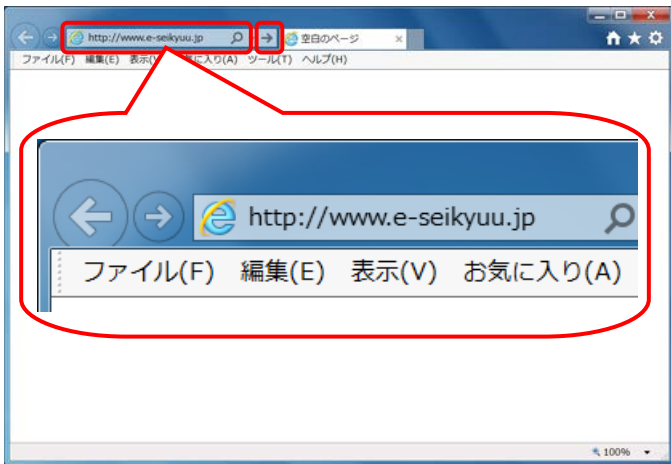 http://www.e-seikyuu.jp
空白のページ
ファイル(F) 編集(E) 表示(V) 気に入り(A) ツール(T) ヘルプ(H)
http://www.e-seikyuu.jp
ファイル(F) 編集(E) 表示(V) お気に入り(A)
100%